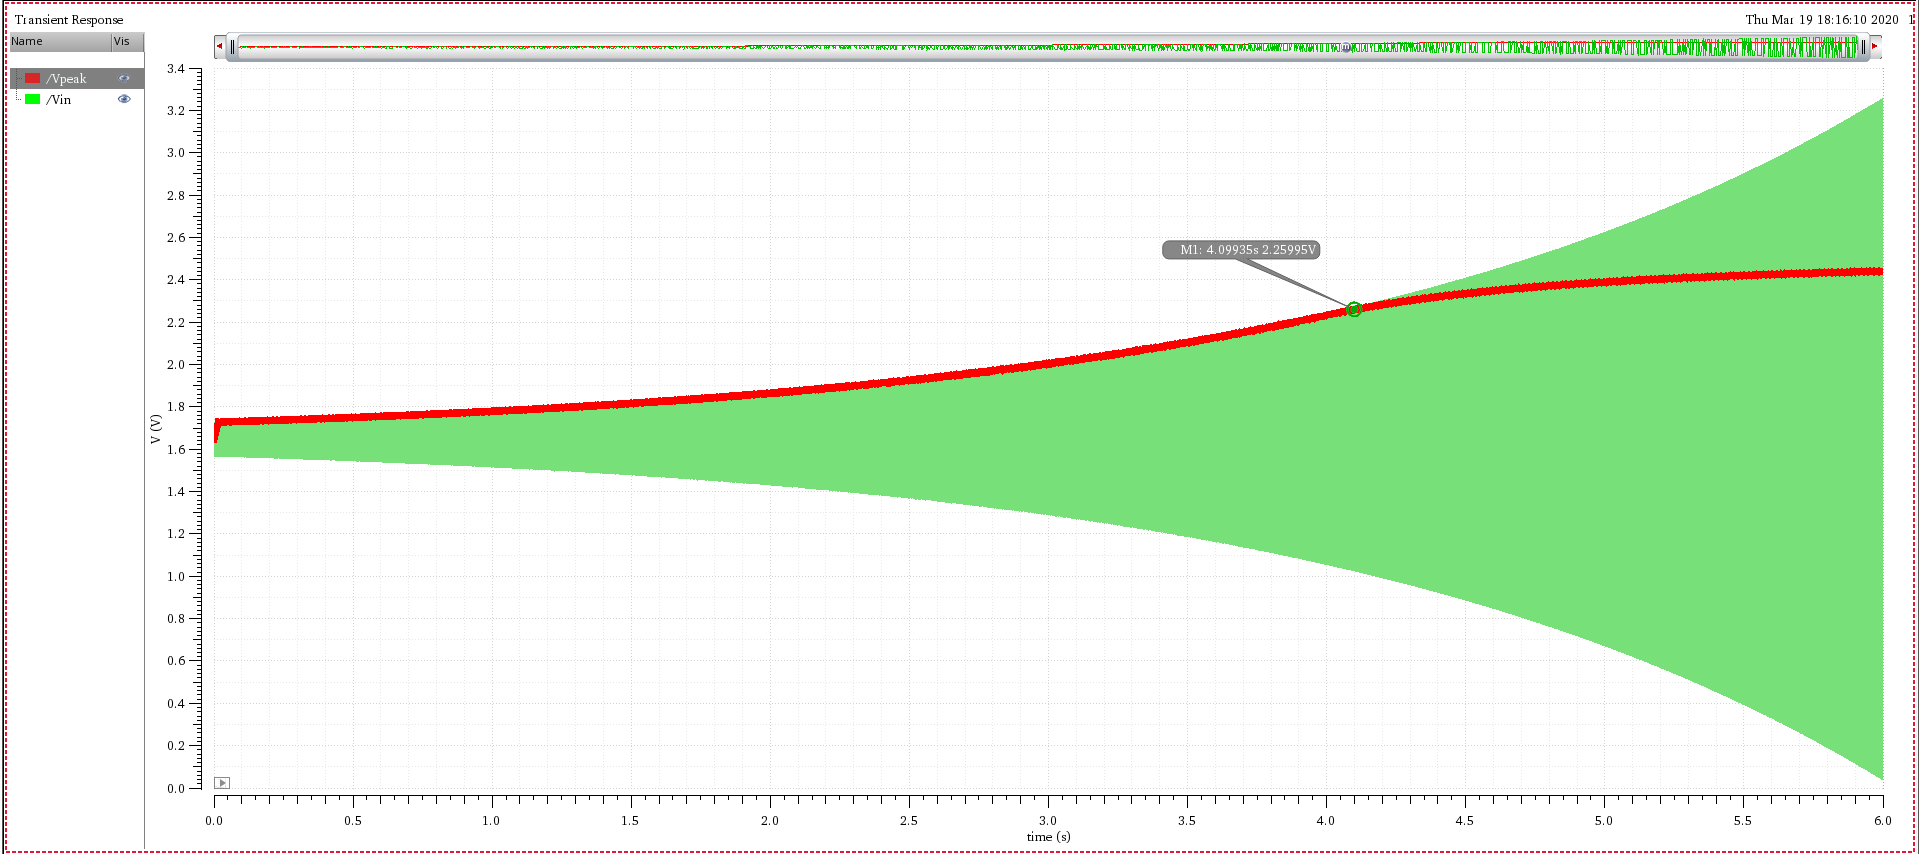 Transient Response
Thu Mar 19 18:16:10 2020 1
Name Vis
/Vpeak
/Vin
3.4
3.2
3.0
2.8
2.6
2.4
2.2
2.0
1.8
1.6
1.4
1.2
1.0
0.8
0.6
0.4
0.2
0.0
V (V)
M1: 4.09935s 2.25995V
0.0 0.5 1.0 1.5 2.0 2.5 3.0 3.5 4.0 4.5 5.0 5.5 6.0
time (s)